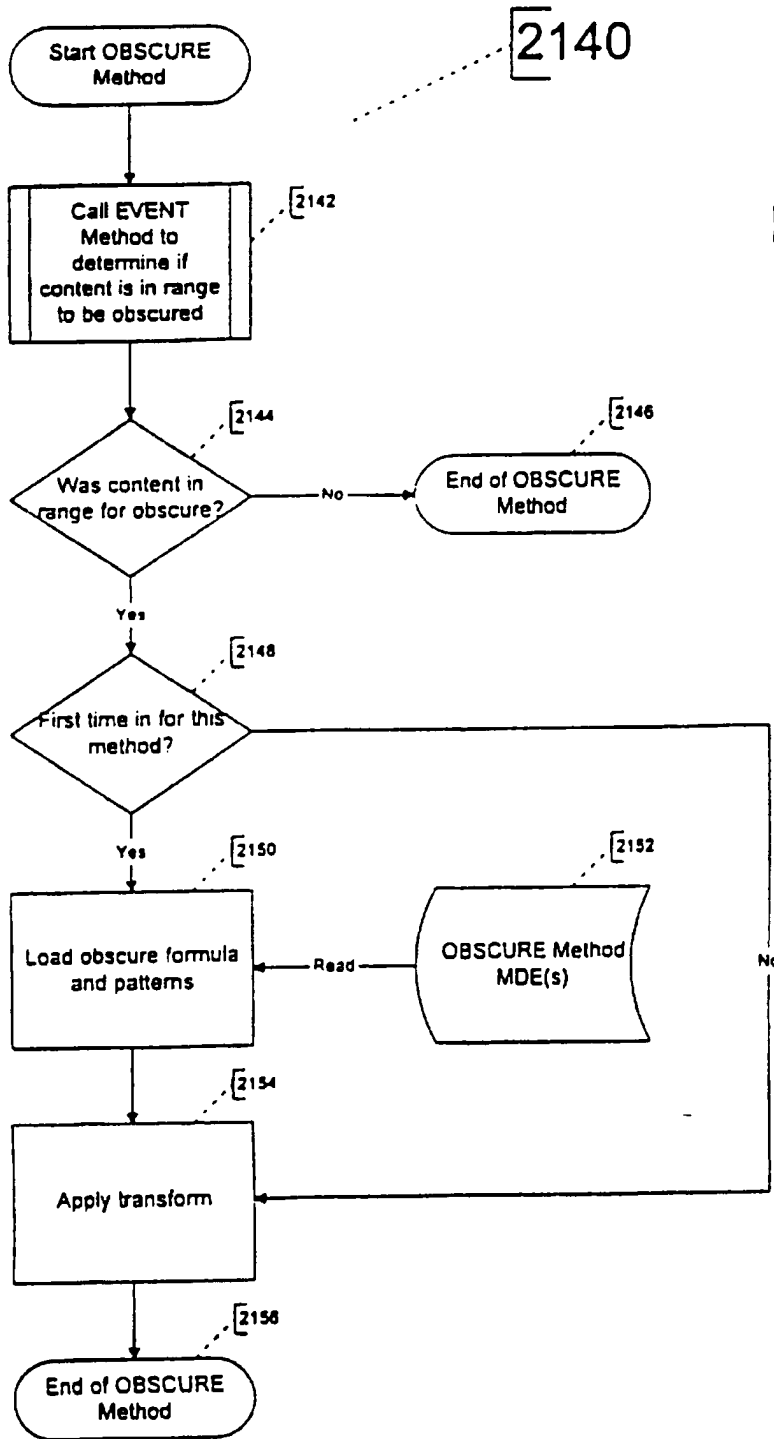 2140
Start OBSCURE
Method
2142
Call EVENT
Method to
determine if
content is in range
to be obscured
2144
Was content in
range for obscure?
No
2146
End of OBSCURE
Method
Yes
2148
First time in for this
method?
Yes
2150
Load obscure formula
and patterns
Read
2152
OBSCURE Method
MDE(s)
No
2154
Apply transform
2156
End of OBSCURE
Method